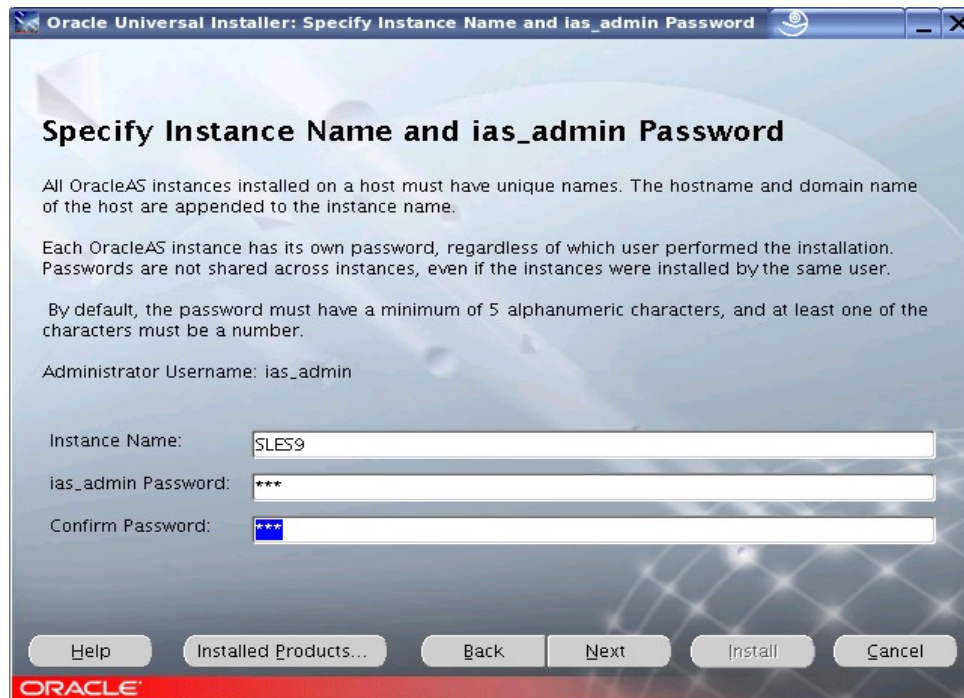 Oracle Universal Installer: Specify Instance Name and ias_admin Password
Specify Instance Name and ias_admin Password
All OracleAS instances installed on a host must have unique names. The hostname and domain name
of the host are appended to the instance name.
Each OracleAS instance has its own password, regardless of which user performed the installation.
Passwords are not shared across instances, even if the instances were installed by the same user.
By default, the password must have a minimum of 5 alphanumeric characters, and at least one of the
characters must be a number.
Administrator Username: ias_admin
Instance Name: SLES9
ias_admin Password: ***
Confirm Password: ***
Help Installed Products... Back Next Install Cancel
ORACLE